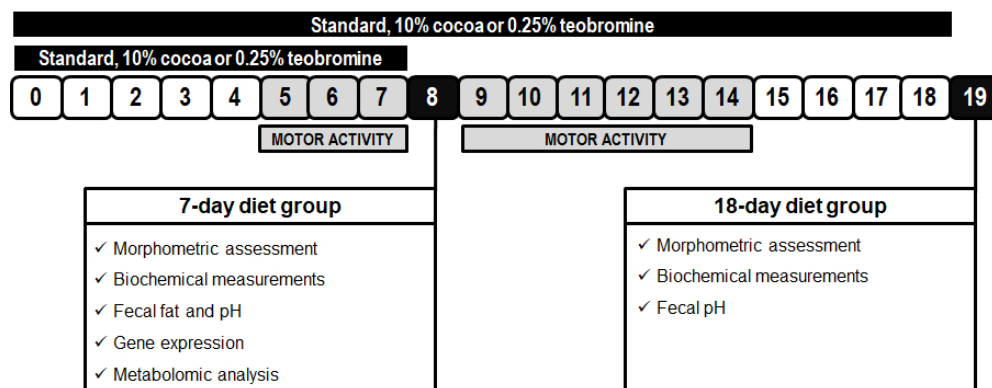 Standard, 10% cocoa or 0.25% teobromine
Standard, 10% cocoa or 0.25% teobromine
0 1 2 3 4 5 6 7 8 9 10 11 12 13 14 15 16 17 18 19
MOTOR ACTIVITY MOTOR ACTIVITY
7-day diet group
✓ Morphometric assessment
✓ Biochemical measurements
✓ Fecal fat and pH
✓ Gene expression
✓ Metabolomic analysis
18-day diet group
✓ Morphometric assessment
✓ Biochemical measurements
✓ Fecal pH